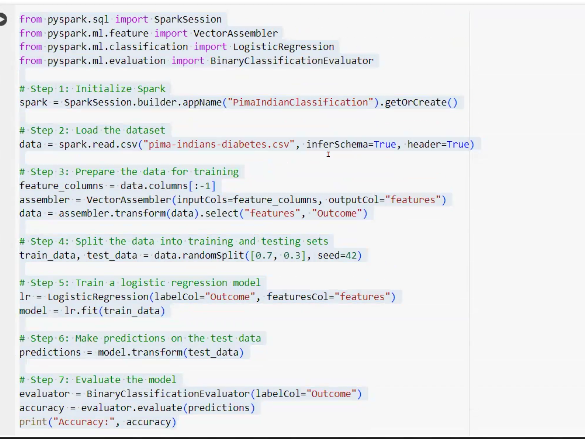 from pyspark.sql import SparkSession
from pyspark.ml.feature import VectorAssembler
from pyspark.ml.classification import LogisticRegression
from pyspark.ml.evaluation import BinaryClassificationEvaluator
# Step 1: Initialize Spark
spark = SparkSession.builder.appName("PimaIndianClassification").getOrCreate()
# Step 2: Load the dataset
data = spark.read.csv("pima-indians-diabetes.csv", inferSchema=True, header=True)
# Step 3: Prepare the data for training
feature_columns = data.columns[:-1]
assembler = VectorAssembler(inputCols=feature_columns, outputCol="features")
data = assembler.transform(data).select("features", "Outcome")
# Step 4: Split the data into training and testing sets
train_data, test_data = data.randomSplit([0.7, 0.3], seed=42)
# Step 5: Train a logistic regression model
lr = LogisticRegression(labelCol="Outcome", featuresCol="features")
model = lr.fit(train_data)
# Step 6: Make predictions on the test data
predictions = model.transform(test_data)
# Step 7: Evaluate the model
evaluator = BinaryClassificationEvaluator(labelCol="Outcome")
accuracy = evaluator.evaluate(predictions)
print("Accuracy:", accuracy)